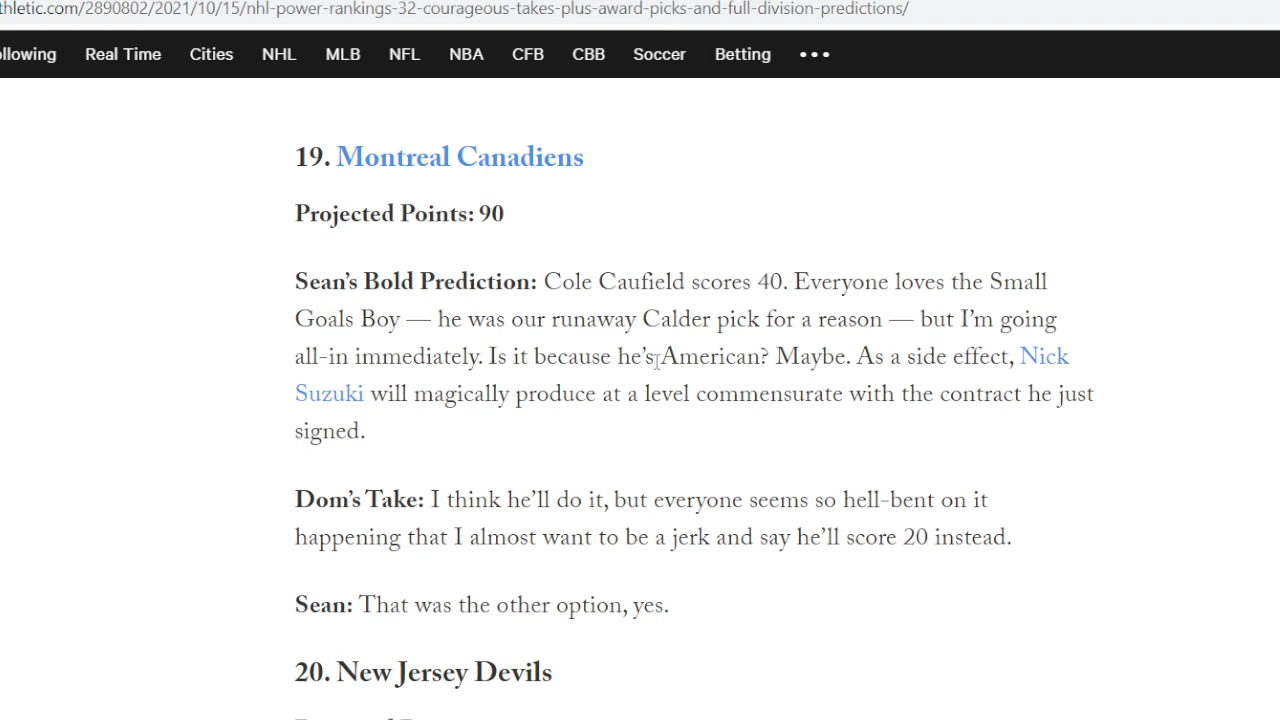 thletic.com/2890802/2021/10/15/nhl-power-rankings-32-courageous-takes-plus-award-picks-and-full-division-predictions/
ollowing Real Time Cities NHL MLB NFL NBA CFB CBB Soccer Betting •••
19. Montreal Canadiens
Projected Points: 90
Sean’s Bold Prediction: Cole Caufield scores 40. Everyone loves the Small
Goals Boy — he was our runaway Calder pick for a reason — but I’m going
all-in immediately. Is it because he’s American? Maybe. As a side effect, Nick
Suzuki will magically produce at a level commensurate with the contract he just
signed.
Dom’s Take: I think he’ll do it, but everyone seems so hell-bent on it
happening that I almost want to be a jerk and say he’ll score 20 instead.
Sean: That was the other option, yes.
20. New Jersey Devils